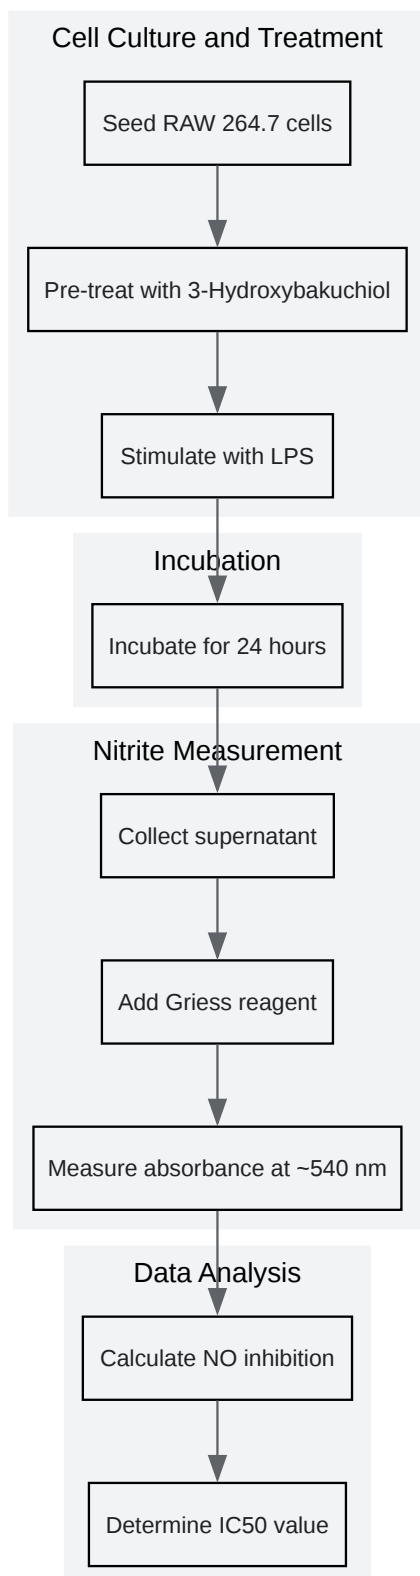 Cell Culture and Treatment
Seed RAW 264.7 cells
Pre-treat with 3-Hydroxybakuchiol
Stimulate with LPS
Incubation
Incubate for 24 hours
Nitrite Measurement
Collect supernatant
Add Griess reagent
Measure absorbance at ~540 nm
Data Analysis
Calculate NO inhibition
Determine IC50 value